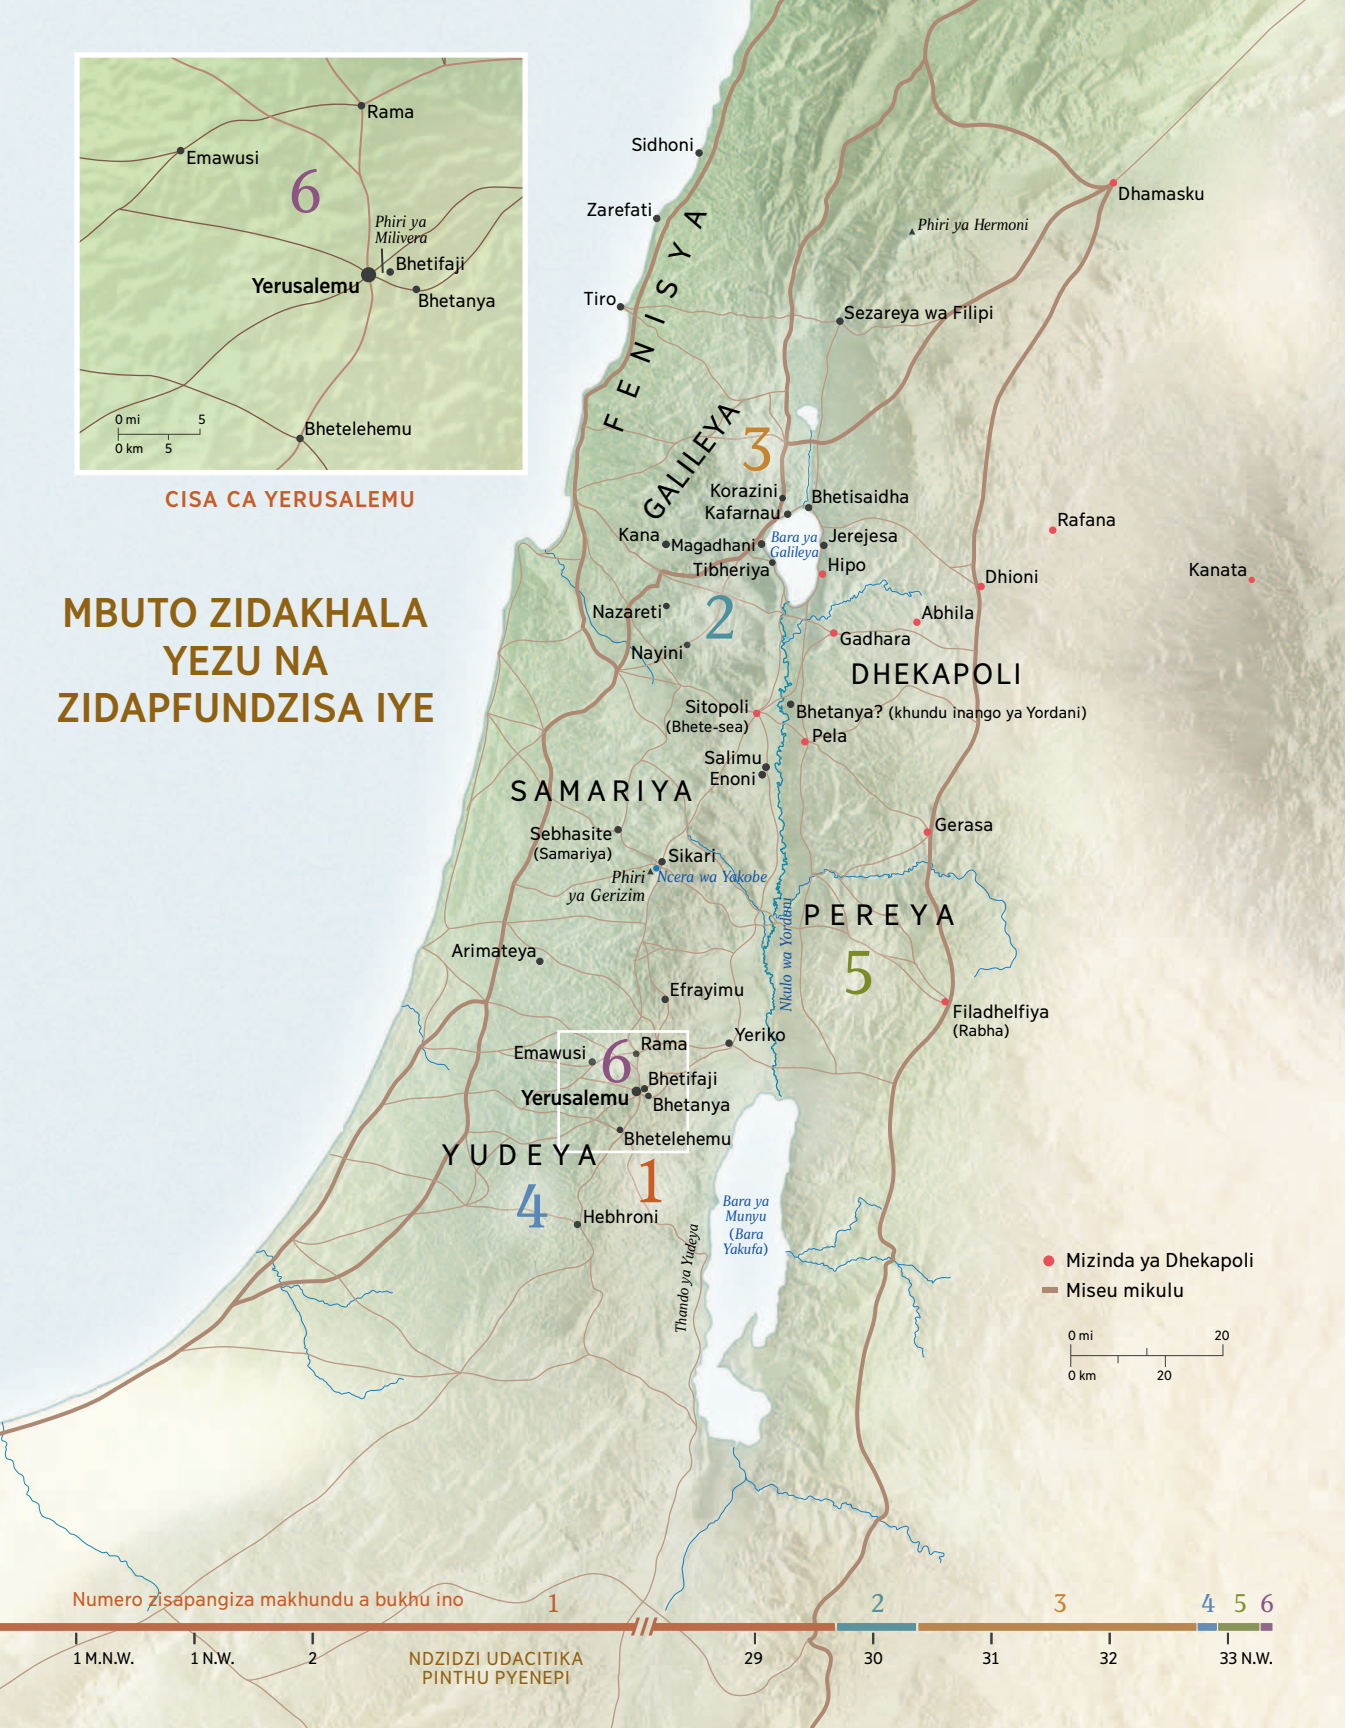 Rama
Emawusi
6
Phiri ya
Milivera
Bhetifaji
Yerusalemu
Bhetanya
0 mi 5
0 km 5
Bhetelehemu
CISA CA YERUSALEMU
MBUTO ZIDAKHALA
YEZU NA
ZIDAPFUNDZISA IYE
Sidhoni
Zarefati
Dhamasku
Phiri ya Hermoni
FENISYA
Tiro
Sezareya wa Filipi
GALILEYA
3
Korazini
Bhetisaidha
Kafarnau
Rafana
Kana
Magadhani
Bara ya
Galileya
Jerejesa
Tibheriya
Hipo
Kanata
Dhioni
Nazareti
2
Abhila
Gadhara
Nayini
DHEKAPOLI
Sitopoli
(Bhete-sea)
Bhetanya? (khundu inango ya Yordani)
Pela
Salimu
Enoni
SAMARIYA
Sebhasite
(Samariya)
Gerasa
Sikari
Phiri
ya Gerizim
Ncera wa Yakobe
PEREYA
5
Nkulo wa Yordani
Arimateya
Efrayimu
Filadhelfiya
(Rabha)
Yeriko
Emawusi
6
Rama
Bhetifaji
Yerusalemu
Bhetanya
Bhetelehemu
YUDEYA
4
1
Hebhroni
Bara ya
Munyu
(Bara
Yakufa)
Thando ya Yudeya
Mizinda ya Dhekapoli
Miseu mikulu
0 mi 20
0 km 20
Numero zisapangiza makhundu a bukhu ino
1 2 3 4 5 6
1 M.N.W. 1 N.W. 2 29 30 31 32 33 N.W.
NDZIDZI UDACITIKA
PINTHU PYENEPI